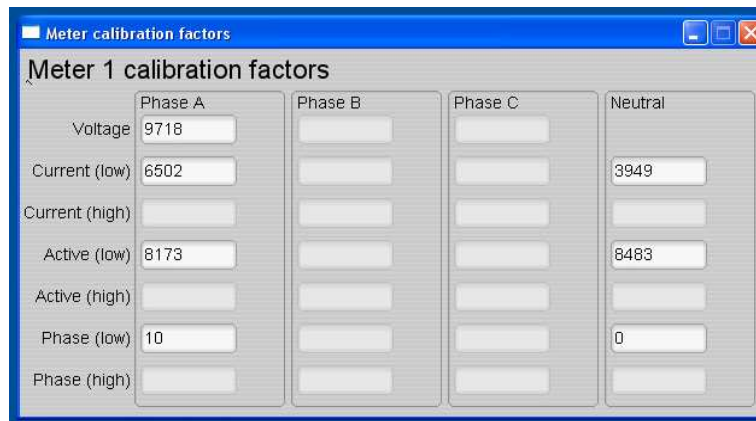 Meter calibration factors
Meter 1 calibration factors
Phase A Phase B Phase C Neutral
Voltage 9718
Current (low) 6502 3949
Current (high)
Active (low) 8173 8483
Active (high)
Phase (low) 10 0
Phase (high)